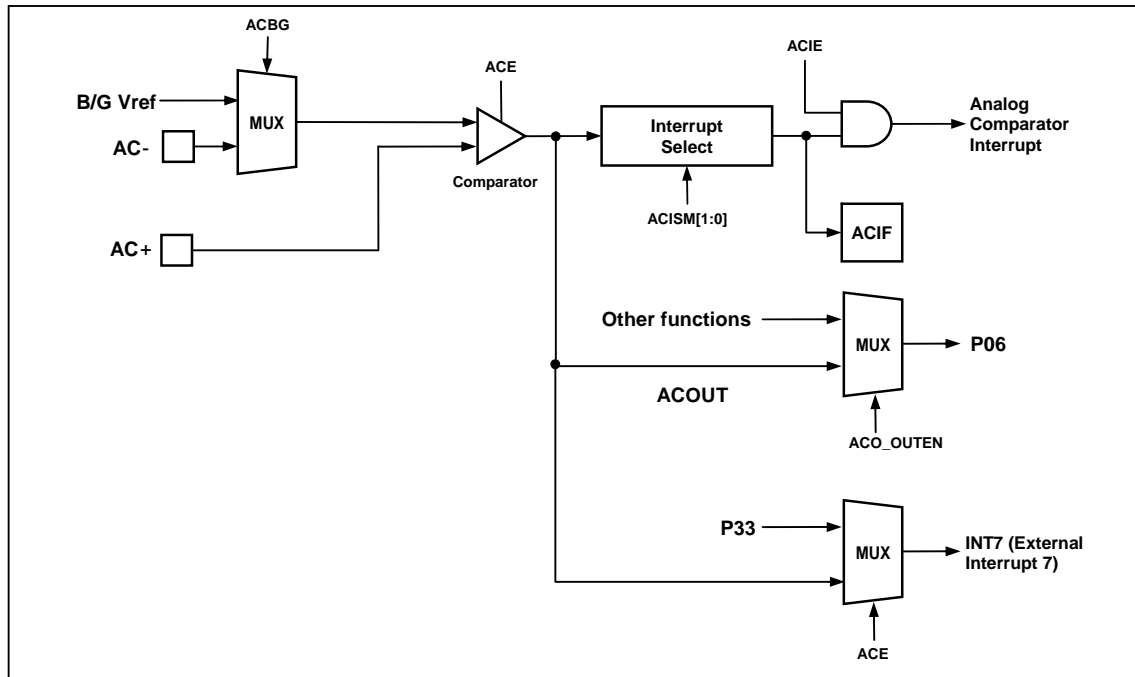 ACBG
B/G Vref
MUX
AC-
AC+
ACE
Comparator
Interrupt
Select
ACISM[1:0]
ACIE
Analog
Comparator
Interrupt
ACIF
Other functions
MUX
P06
ACOUT
ACO_OUTEN
P33
MUX
INT7 (External
Interrupt 7)
ACE